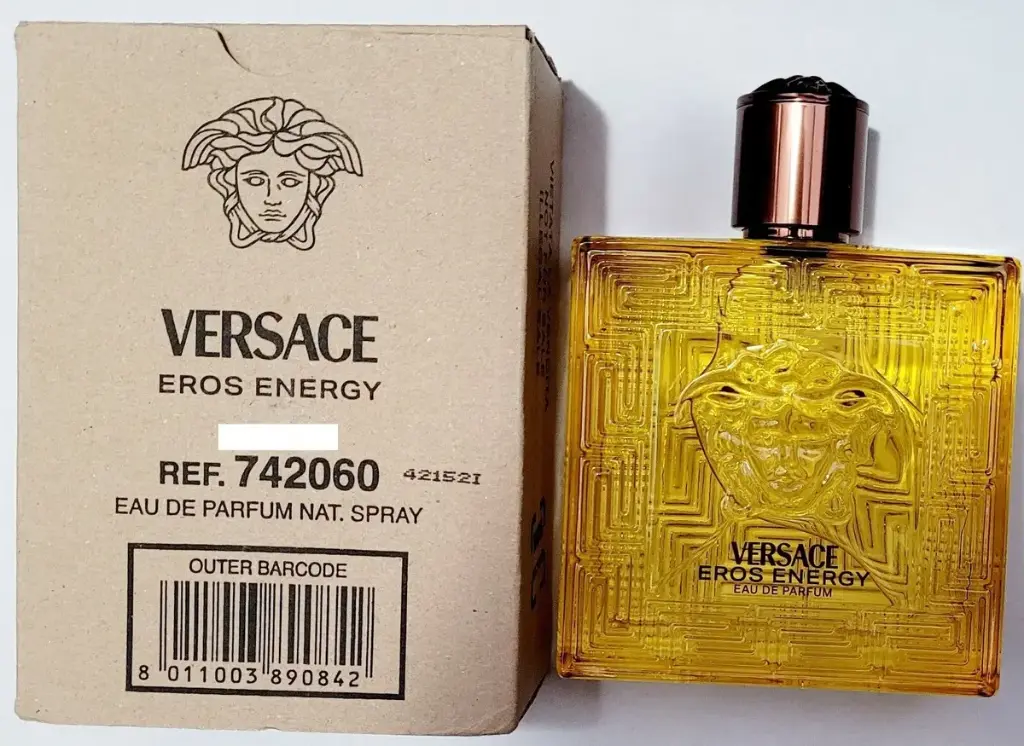 VERSACE
EROS ENERGY
REF. 742060 42152I
EAU DE PARFUM NAT. SPRAY
OUTER BARCODE
8 011003 890842
VERSACE
EROS ENERGY
EAU DE PARFUM